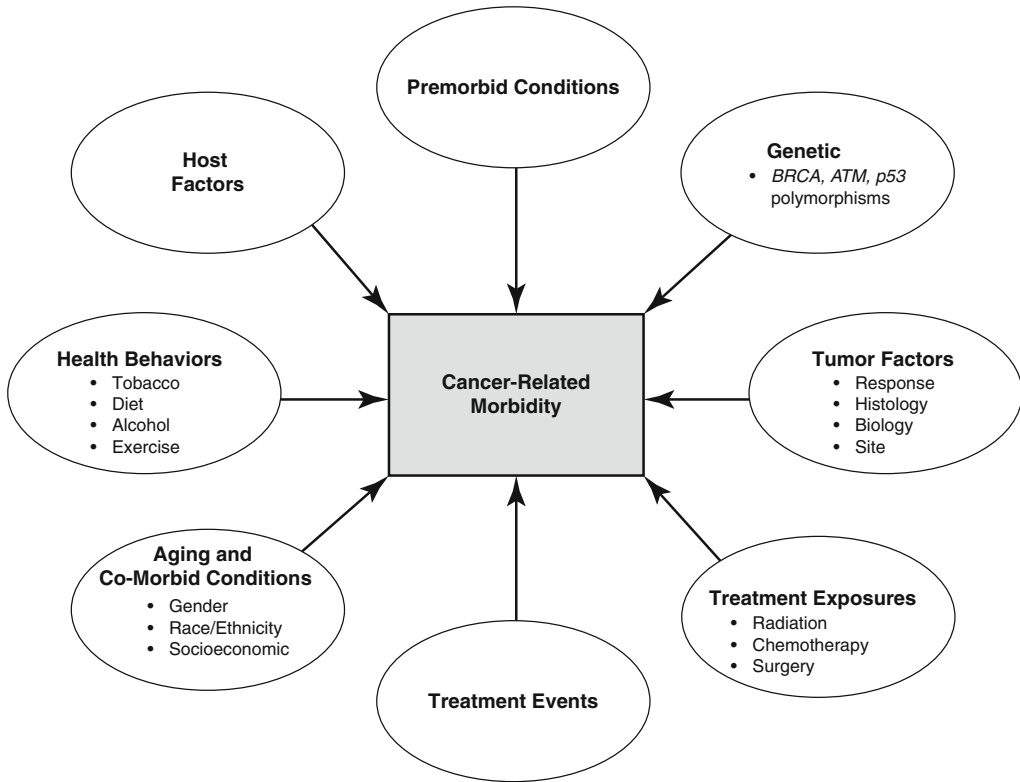 Premorbid Conditions
Host
Factors
Genetic
• BRCA, ATM, p53
polymorphisms
Health Behaviors
• Tobacco
• Diet
• Alcohol
• Exercise
Cancer-Related
Morbidity
Tumor Factors
• Response
• Histology
• Biology
• Site
Aging and
Co-Morbid Conditions
• Gender
• Race/Ethnicity
• Socioeconomic
Treatment Events
Treatment Exposures
• Radiation
• Chemotherapy
• Surgery